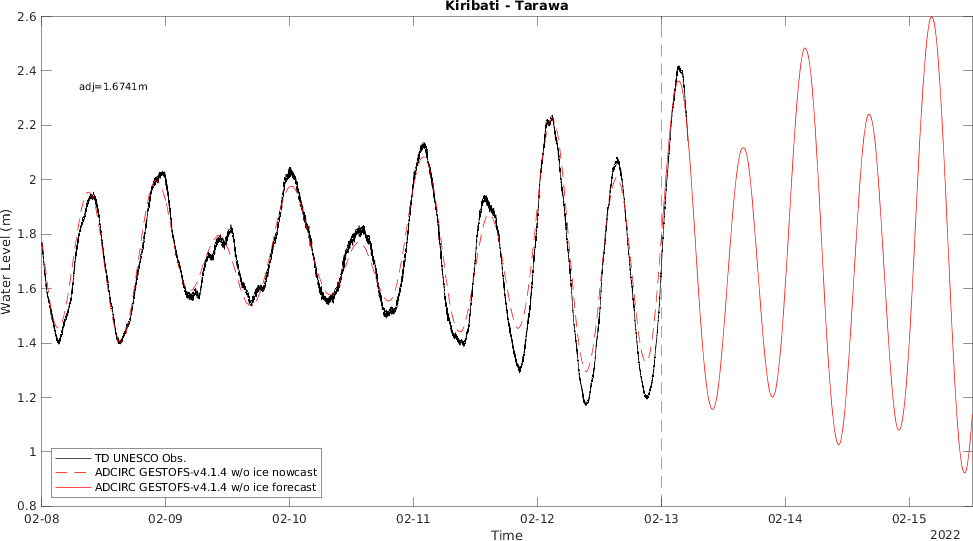 Kiribati - Tarawa
2.6
2.4
adj=1.6741m
2.2
2
1.8
Water Level (m)
1.6
1.4
1.2
1
0.8
TD UNESCO Obs.
ADCIRC GESTOFS-v4.1.4 w/o ice nowcast
ADCIRC GESTOFS-v4.1.4 w/o ice forecast
02-08 02-09 02-10 02-11 02-12 02-13 02-14 02-15
Time
2022